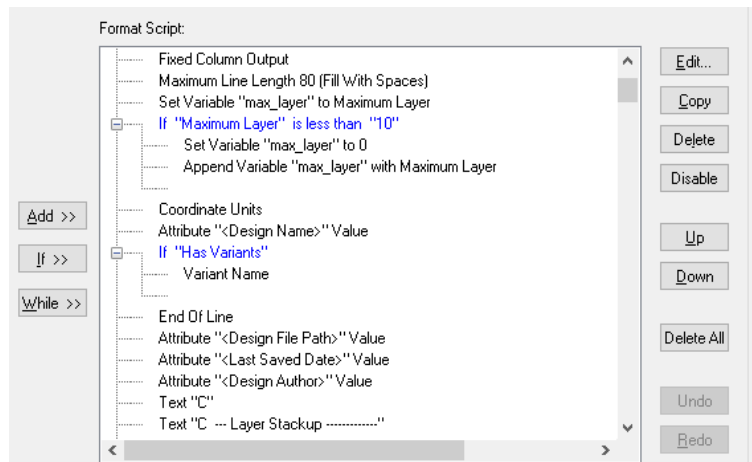 Format Script:
Fixed Column Output
Maximum Line Length 80 (Fill With Spaces)
Set Variable "max_layer" to Maximum Layer
If "Maximum Layer" is less than "10"
Set Variable "max_layer" to 0
Append Variable "max_layer" with Maximum Layer
Coordinate Units
Attribute "<Design Name>" Value
If "Has Variants"
Variant Name
End Of Line
Attribute "<Design File Path>" Value
Attribute "<Last Saved Date>" Value
Attribute "<Design Author>" Value
Text "C"
Text "C --- Layer Stackup -------------"
Add >>
If >>
While >>
Edit...
Copy
Delete
Disable
Up
Down
Delete All
Undo
Redo